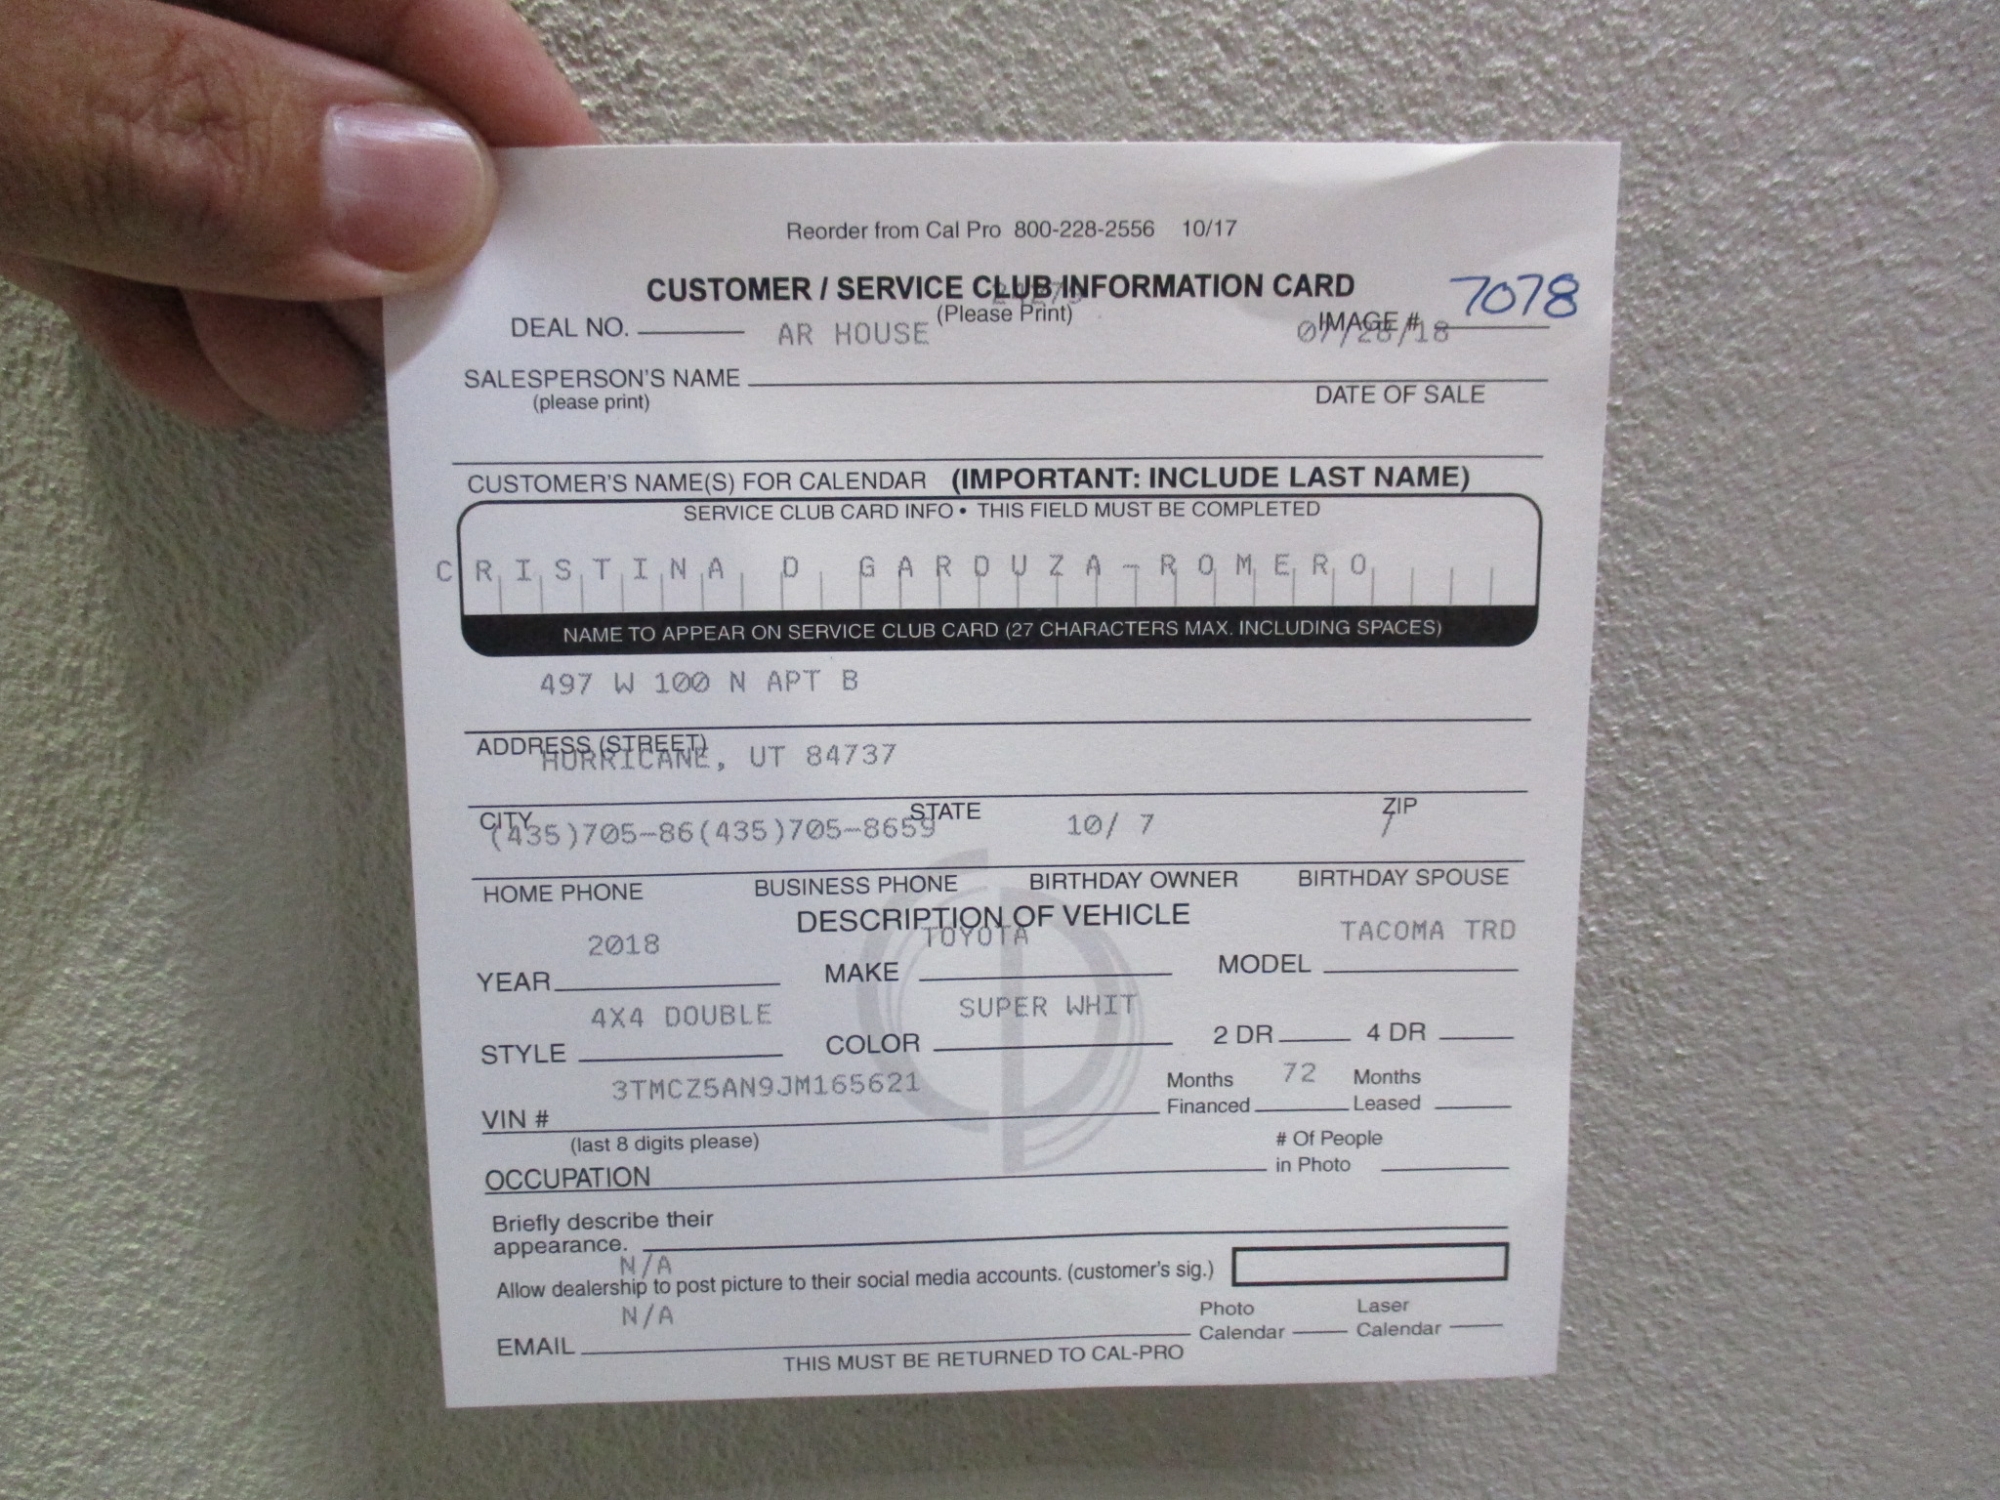 Reorder from Cal Pro 800-228-2556 10/17
CUSTOMER / SERVICE CLUB INFORMATION CARD 7078
(Please Print)
DEAL NO. AR HOUSE IMAGE #
07/28/18
SALESPERSON'S NAME
(please print) DATE OF SALE
CUSTOMER'S NAME(S) FOR CALENDAR (IMPORTANT: INCLUDE LAST NAME)
SERVICE CLUB CARD INFO • THIS FIELD MUST BE COMPLETED
CRISTINA D GARDUZA-ROMERO
NAME TO APPEAR ON SERVICE CLUB CARD (27 CHARACTERS MAX. INCLUDING SPACES)
497 W 100 N APT B
ADDRESS (STREET)
HURRICANE, UT 84737
CITY STATE ZIP
(435)705-86(435)705-8659 10/ 7 /
HOME PHONE BUSINESS PHONE BIRTHDAY OWNER BIRTHDAY SPOUSE
DESCRIPTION OF VEHICLE
2018 TOYOTA TACOMA TRD
YEAR MAKE MODEL
4X4 DOUBLE SUPER WHIT
STYLE COLOR 2 DR 4 DR
3TMCZ5AN9JM165621 Months Financed 72 Months Leased
VIN #
(last 8 digits please) # Of People in Photo
OCCUPATION
Briefly describe their
appearance.
N/A
Allow dealership to post picture to their social media accounts. (customer's sig.)
N/A Photo Calendar Laser Calendar
EMAIL
THIS MUST BE RETURNED TO CAL-PRO